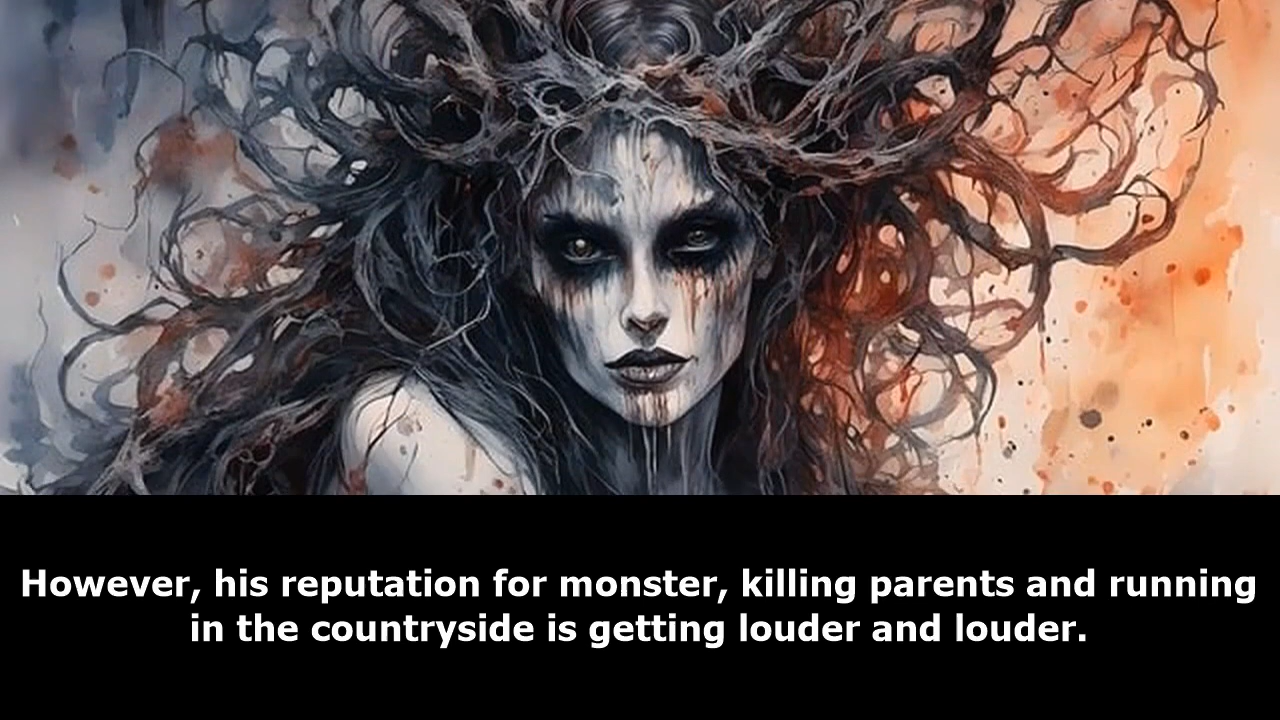 However, his reputation for monster, killing parents and running
in the countryside is getting louder and louder.